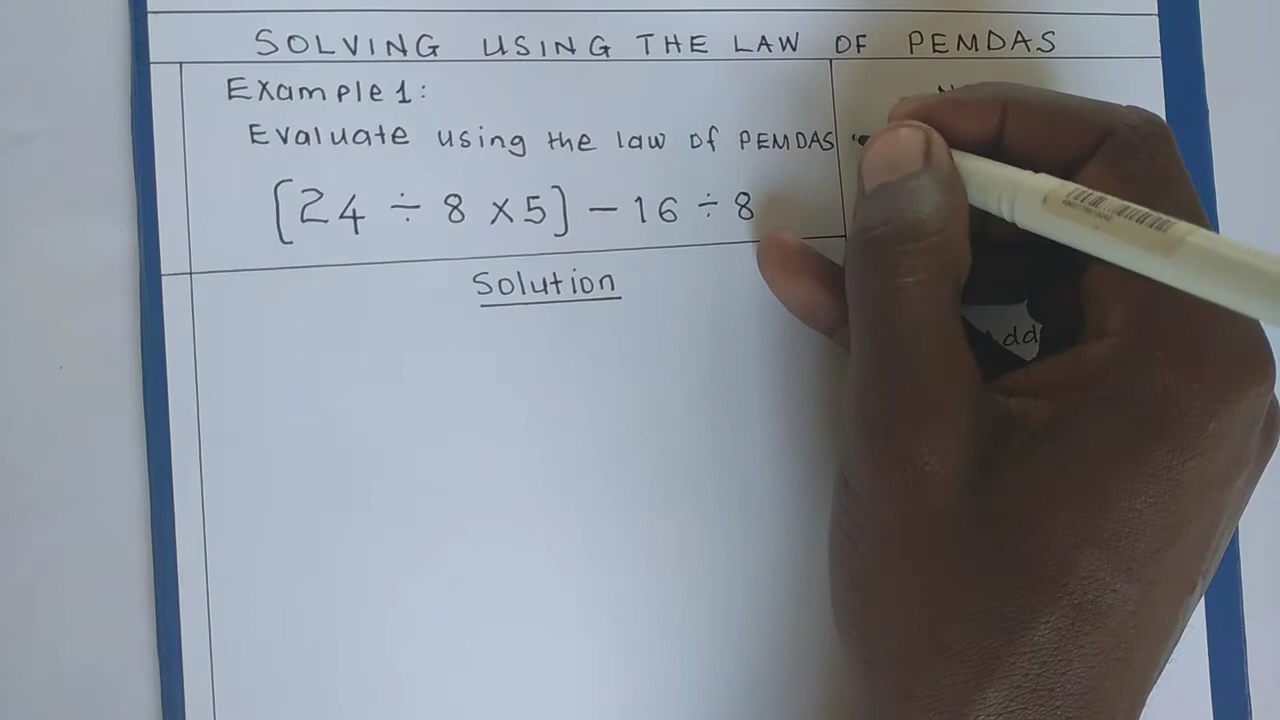 SOLVING USING THE LAW OF PEMDAS
Example 1:
Evaluate using the law of PEMDAS
[24 ÷ 8 × 5] – 16 ÷ 8
Solution